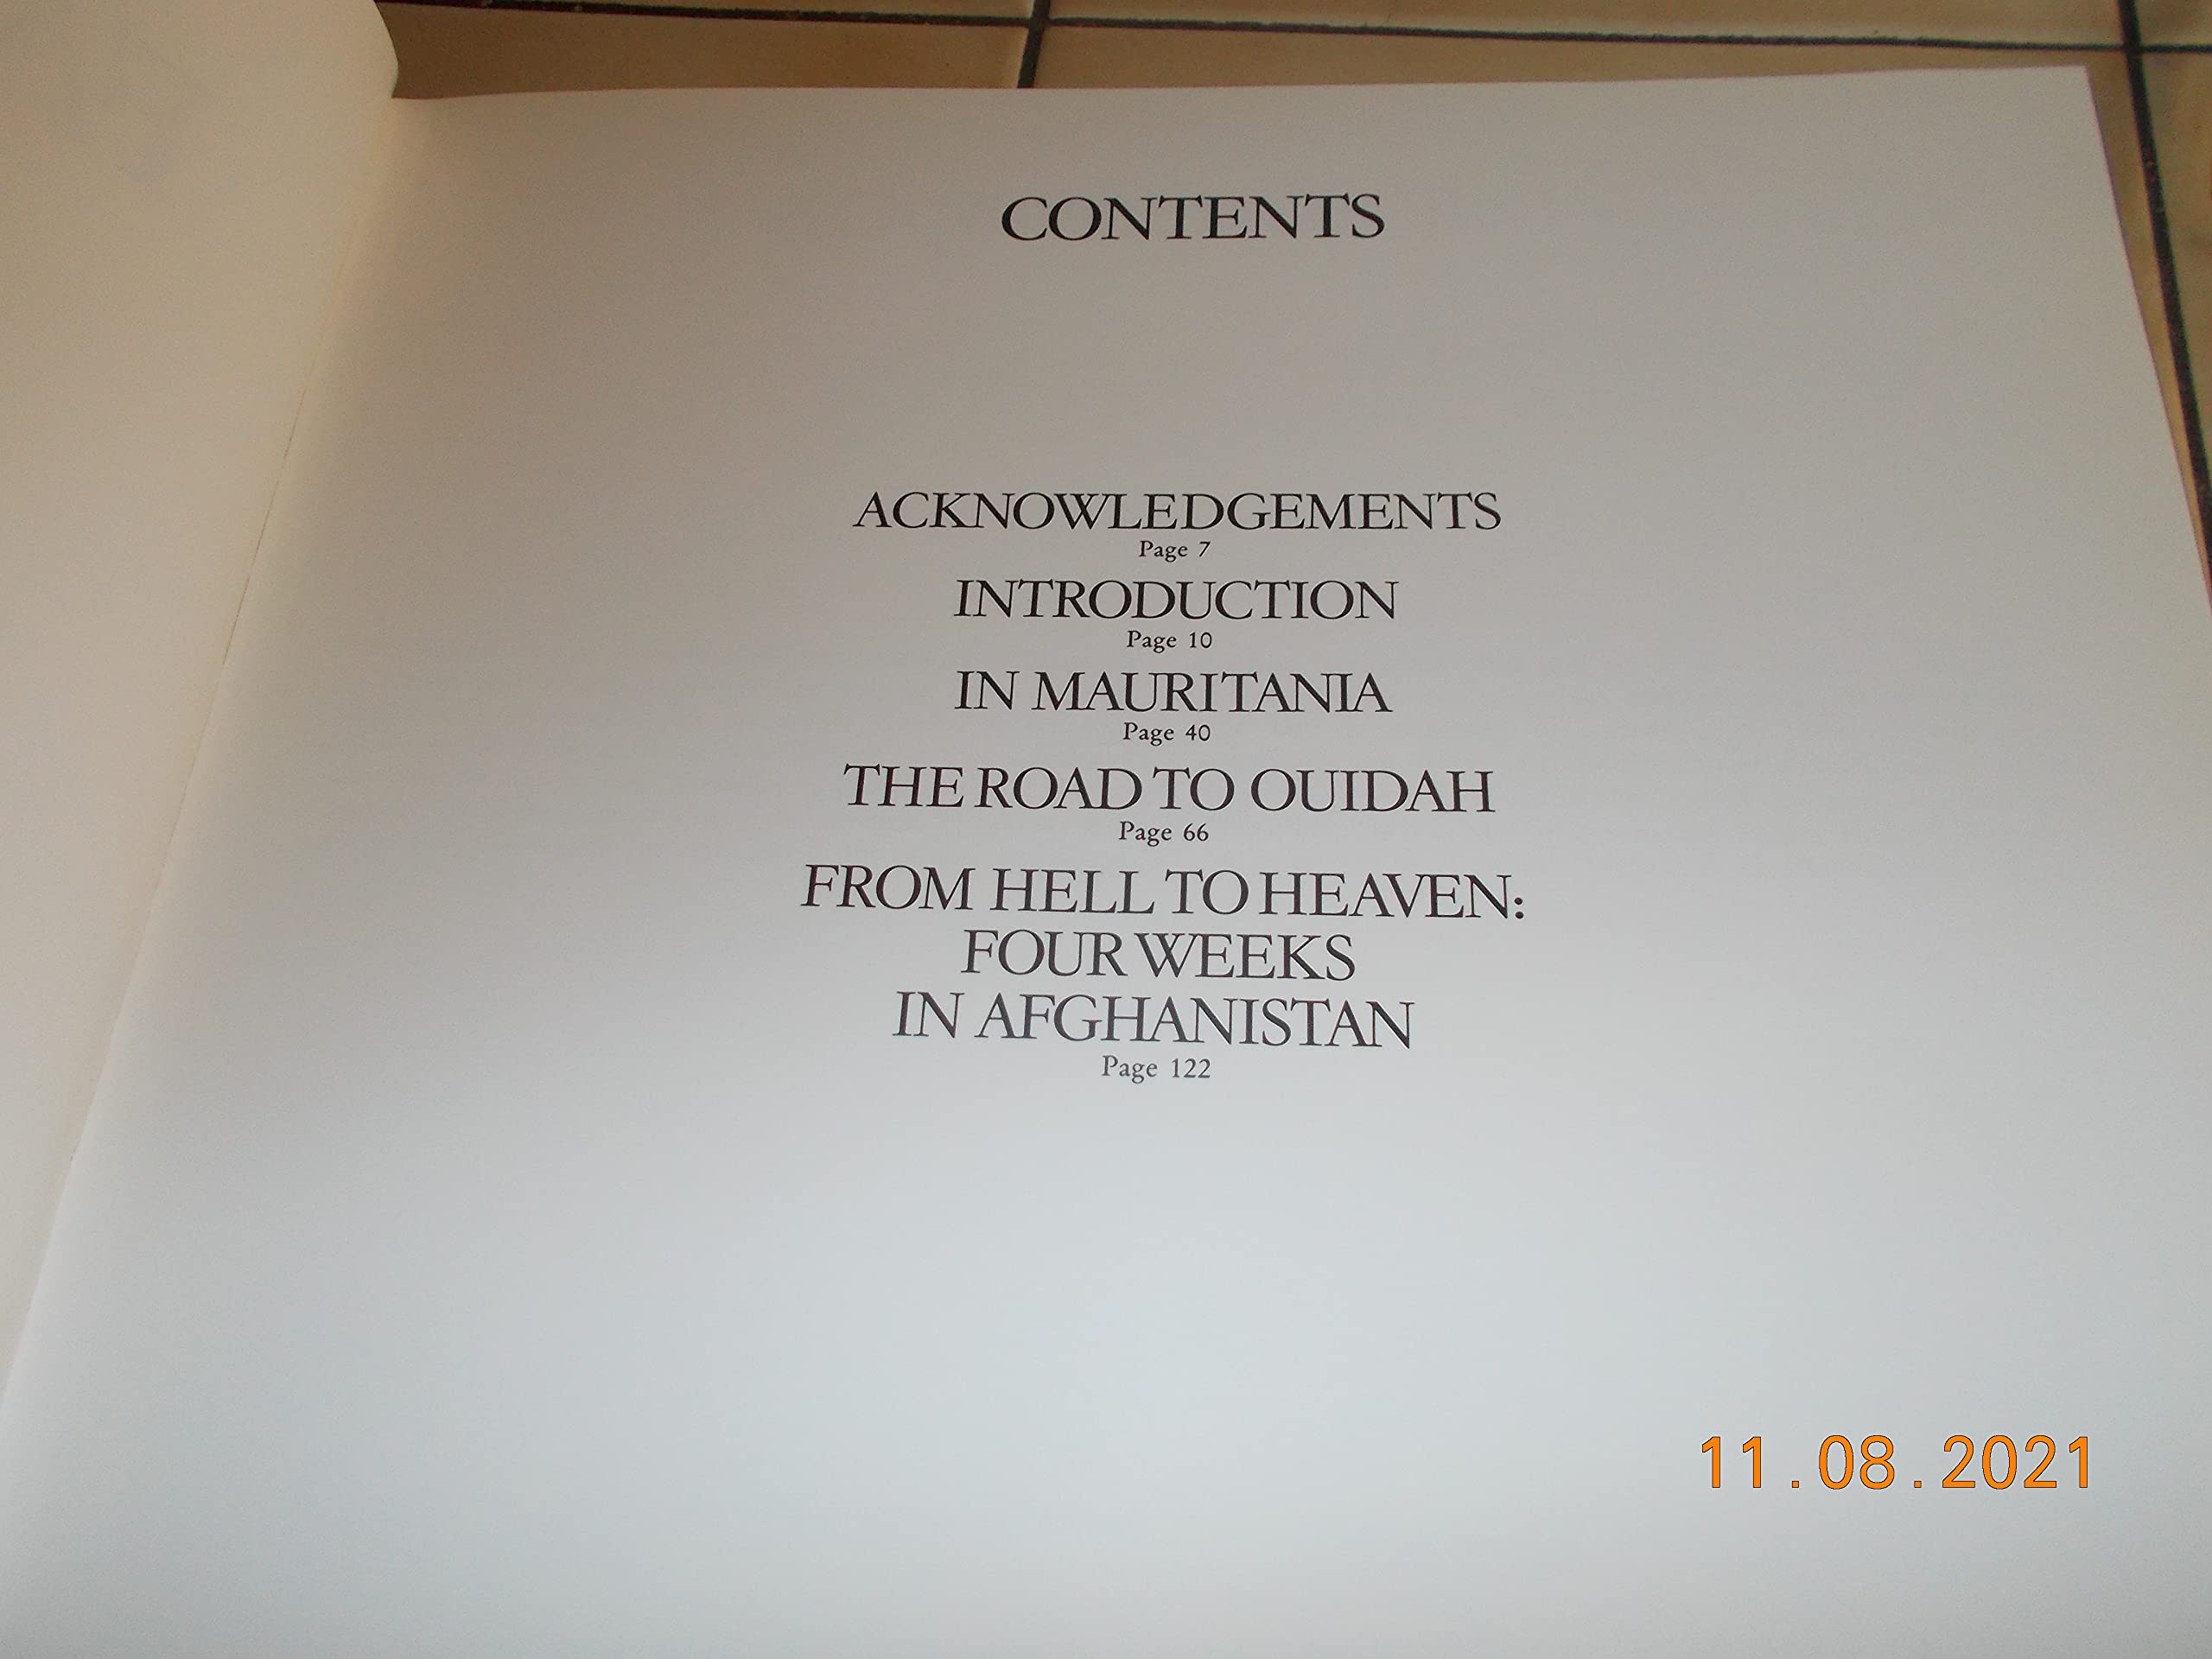 CONTENTS
ACKNOWLEDGEMENTS
Page 7
INTRODUCTION
Page 10
IN MAURITANIA
Page 40
THE ROAD TO OUIDAH
Page 66
FROM HELL TO HEAVEN:
FOUR WEEKS
IN AFGHANISTAN
Page 122
11.08.2021